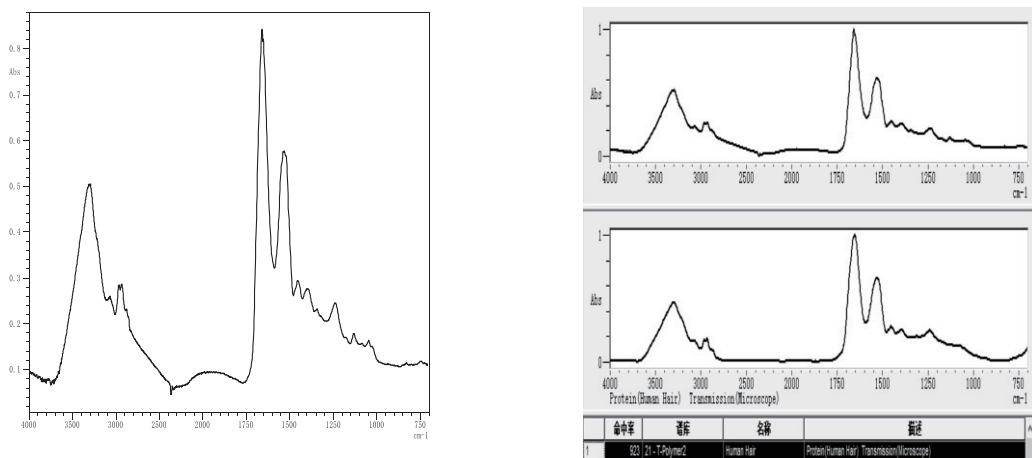 0.8
Abs
0.7
0.6
0.5
0.4
0.3
0.2
0.1
4000 3500 3000 2500 2000 1500 1000 700
cm-1
1
Abs
0
4000 3500 3000 2500 2000 1750 1500 1250 1000 750
cm-1
1
Abs
0
4000 3500 3000 2500 2000 1750 1500 1250 1000 750
Protein(Human Hair) Transmission(Microscope) cm-1
命中率 谱库 名称 描述
1 923 21 - T-Polymer2 Human Hair Protein(Human Hair) Transmission(Microscope)